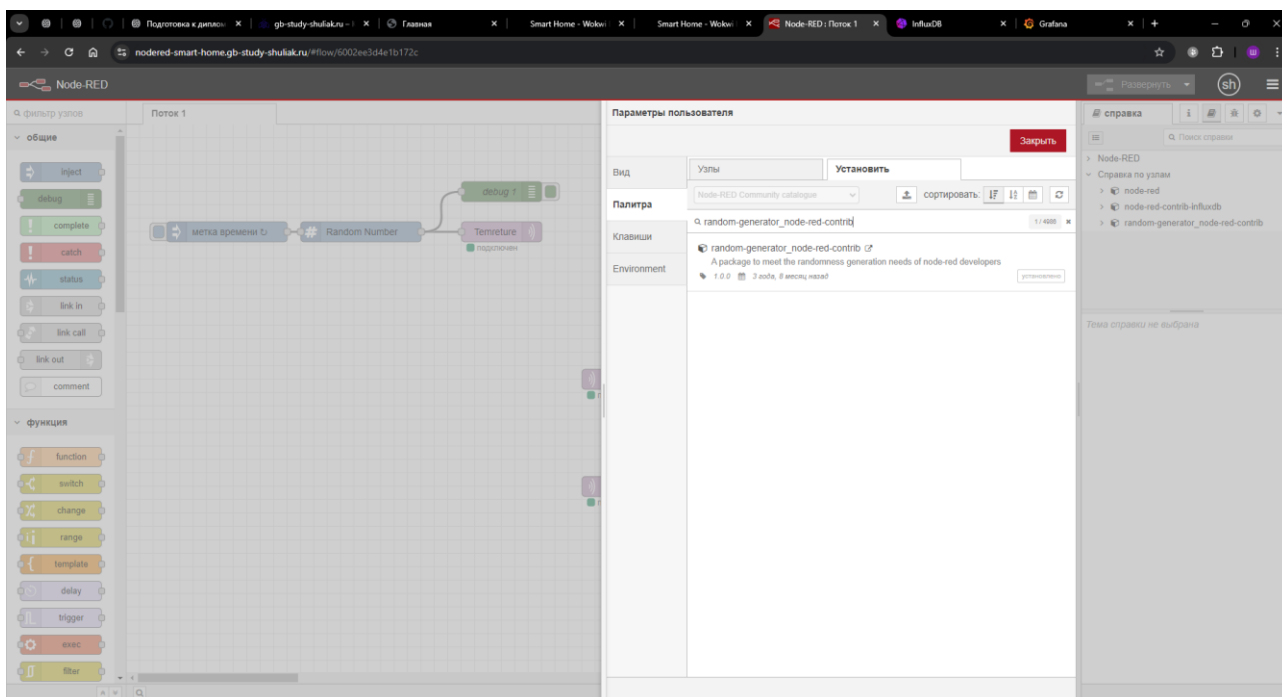 Подготовка к диплом
gb-study-shuliak.ru –
Главная
Smart Home - Wokwi
Smart Home - Wokwi
Node-RED : Поток 1
InfluxDB
Grafana
nodered-smart-home.gb-study-shuliak.ru/#flow/6002ee3d4e1b172c
Node-RED
Развернуть
sh
фильтр узлов
Поток 1
Параметры пользователя
справка
Закрыть
Поиск справки
общие
inject
debug
complete
catch
status
link in
link call
link out
comment
функция
function
switch
change
range
template
delay
trigger
exec
filter
метка времени ↻
Random Number
debug 1
Temreture
подключен
Вид
Палитра
Клавиши
Environment
Узлы
Установить
Node-RED Community catalogue
сортировать:
random-generator_node-red-contrib
random-generator_node-red-contrib
A package to meet the randomness generation needs of node-red developers
1.0.0 3 года, 8 месяц назад
установлено
Node-RED
Справка по узлам
node-red
node-red-contrib-influxdb
random-generator_node-red-contrib
Тема справки не выбрана